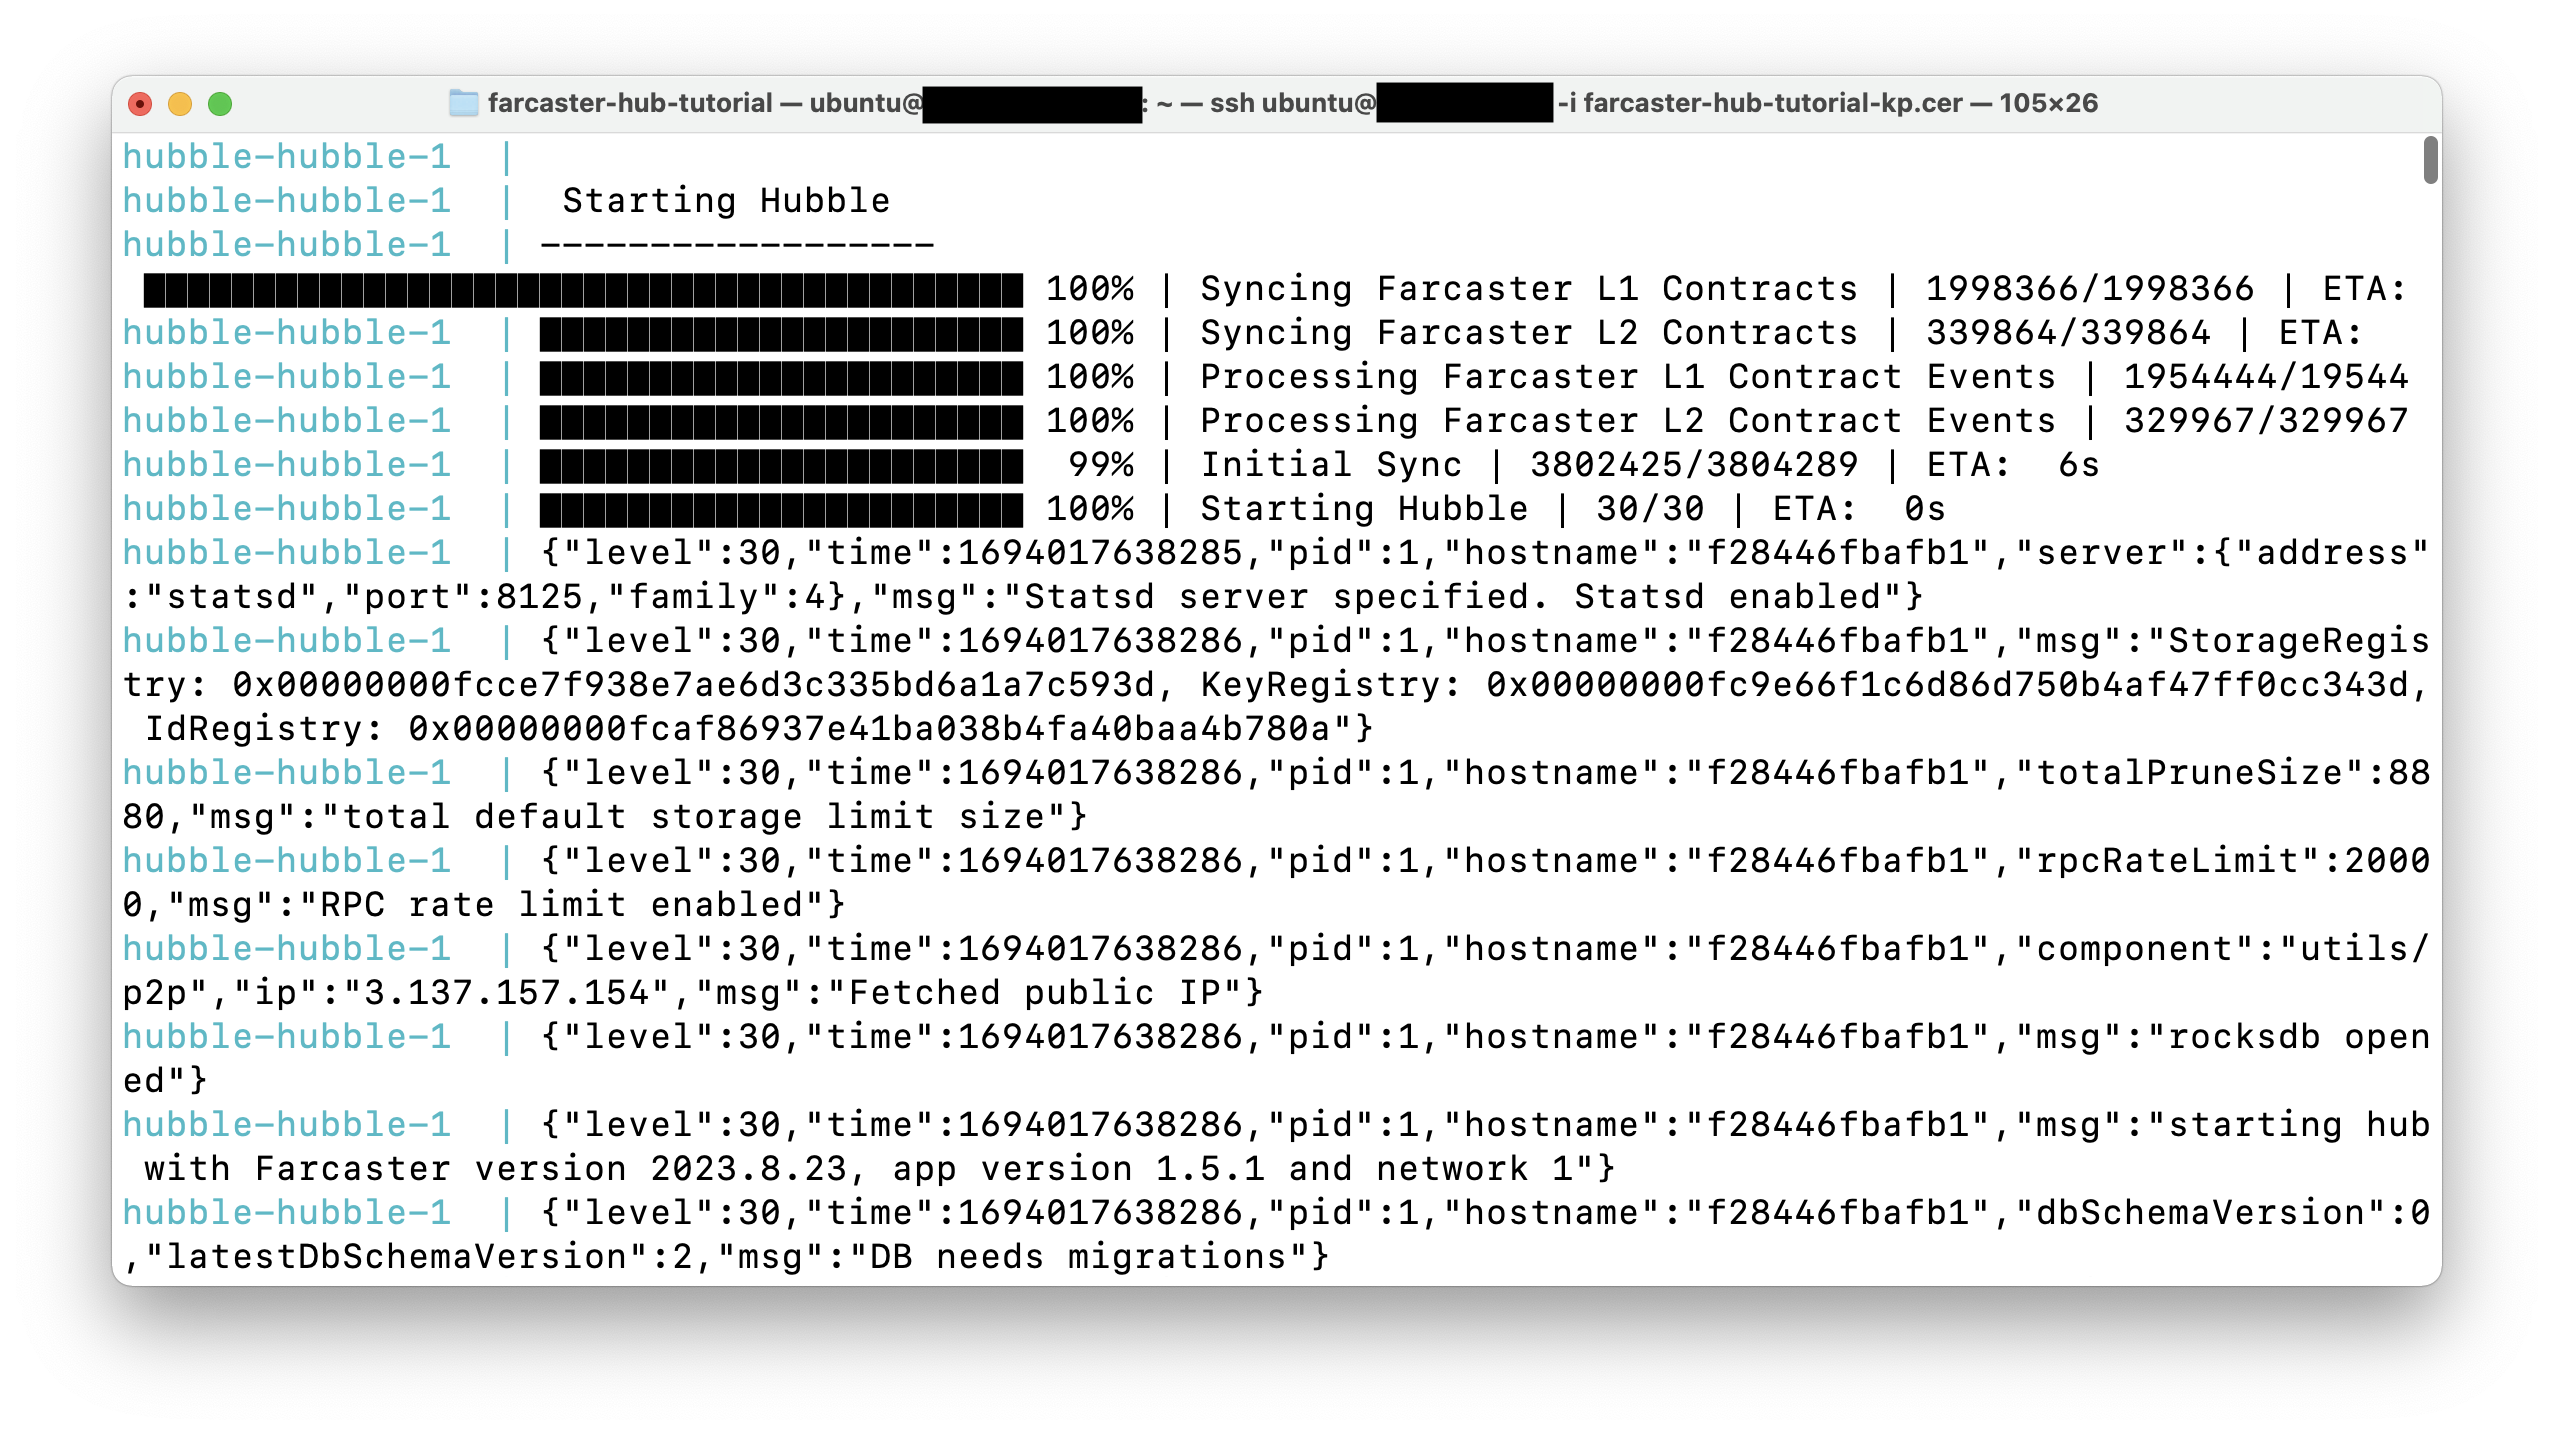 farcaster-hub-tutorial — ubuntu@ : ~ — ssh ubuntu@ -i farcaster-hub-tutorial-kp.cer — 105×26
hubble-hubble-1  |
hubble-hubble-1  |  Starting Hubble
hubble-hubble-1  | ------------------
100% | Syncing Farcaster L1 Contracts | 1998366/1998366 | ETA:
hubble-hubble-1  | 100% | Syncing Farcaster L2 Contracts | 339864/339864 | ETA:
hubble-hubble-1  | 100% | Processing Farcaster L1 Contract Events | 1954444/19544
hubble-hubble-1  | 100% | Processing Farcaster L2 Contract Events | 329967/329967
hubble-hubble-1  | 99% | Initial Sync | 3802425/3804289 | ETA:  6s
hubble-hubble-1  | 100% | Starting Hubble | 30/30 | ETA:  0s
hubble-hubble-1  | {"level":30,"time":1694017638285,"pid":1,"hostname":"f28446fbafb1","server":{"address"
:"statsd","port":8125,"family":4},"msg":"Statsd server specified. Statsd enabled"}
hubble-hubble-1  | {"level":30,"time":1694017638286,"pid":1,"hostname":"f28446fbafb1","msg":"StorageRegis
try: 0x00000000fcce7f938e7ae6d3c335bd6a1a7c593d, KeyRegistry: 0x00000000fc9e66f1c6d86d750b4af47ff0cc343d,
 IdRegistry: 0x00000000fcaf86937e41ba038b4fa40baa4b780a"}
hubble-hubble-1  | {"level":30,"time":1694017638286,"pid":1,"hostname":"f28446fbafb1","totalPruneSize":88
80,"msg":"total default storage limit size"}
hubble-hubble-1  | {"level":30,"time":1694017638286,"pid":1,"hostname":"f28446fbafb1","rpcRateLimit":2000
0,"msg":"RPC rate limit enabled"}
hubble-hubble-1  | {"level":30,"time":1694017638286,"pid":1,"hostname":"f28446fbafb1","component":"utils/
p2p","ip":"3.137.157.154","msg":"Fetched public IP"}
hubble-hubble-1  | {"level":30,"time":1694017638286,"pid":1,"hostname":"f28446fbafb1","msg":"rocksdb open
ed"}
hubble-hubble-1  | {"level":30,"time":1694017638286,"pid":1,"hostname":"f28446fbafb1","msg":"starting hub
 with Farcaster version 2023.8.23, app version 1.5.1 and network 1"}
hubble-hubble-1  | {"level":30,"time":1694017638286,"pid":1,"hostname":"f28446fbafb1","dbSchemaVersion":0
,"latestDbSchemaVersion":2,"msg":"DB needs migrations"}